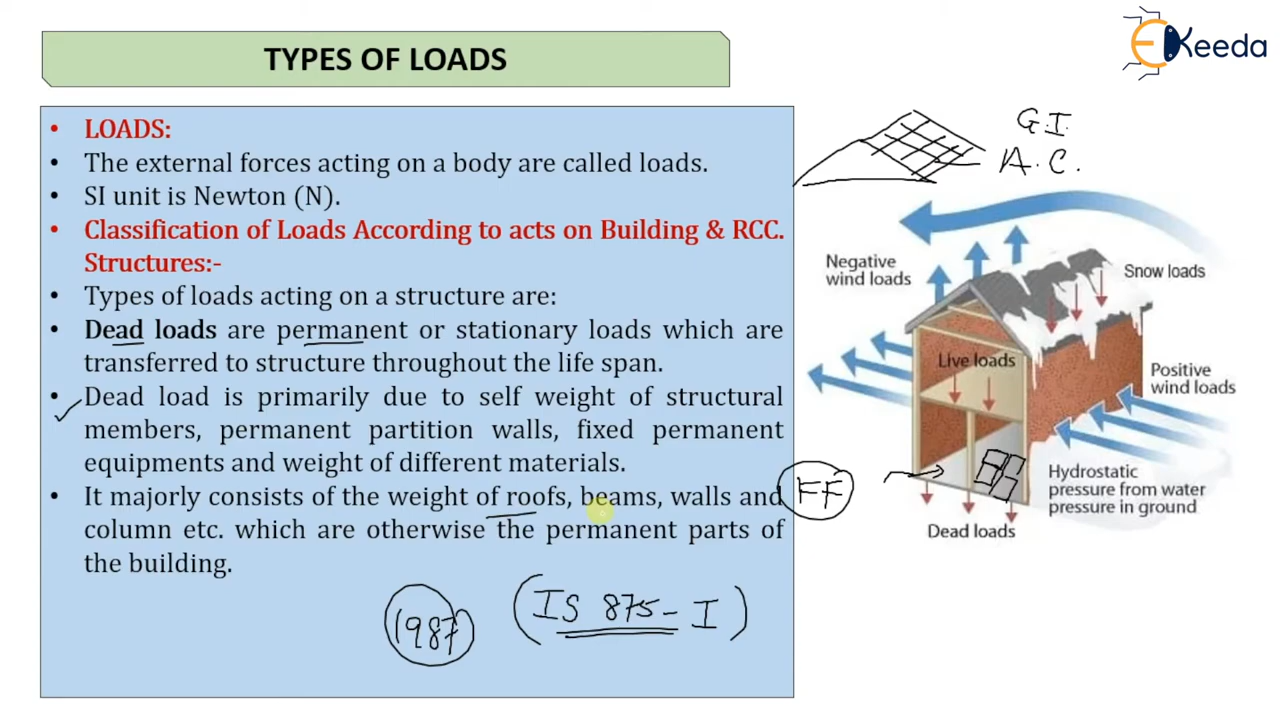 TYPES OF LOADS
Keeda
• LOADS:
• The external forces acting on a body are called loads.
• SI unit is Newton (N).
• Classification of Loads According to acts on Building & RCC.
Structures:-
• Types of loads acting on a structure are:
• Dead loads are permanent or stationary loads which are
transferred to structure throughout the life span.
• Dead load is primarily due to self weight of structural
members, permanent partition walls, fixed permanent
equipments and weight of different materials.
• It majorly consists of the weight of roofs, beams, walls and
column etc. which are otherwise the permanent parts of
the building.
1987
(IS 875-I)
G.I.
A.C.
Negative
wind loads
Snow loads
Live loads
Positive
wind loads
FF
Hydrostatic
pressure from water
pressure in ground
Dead loads